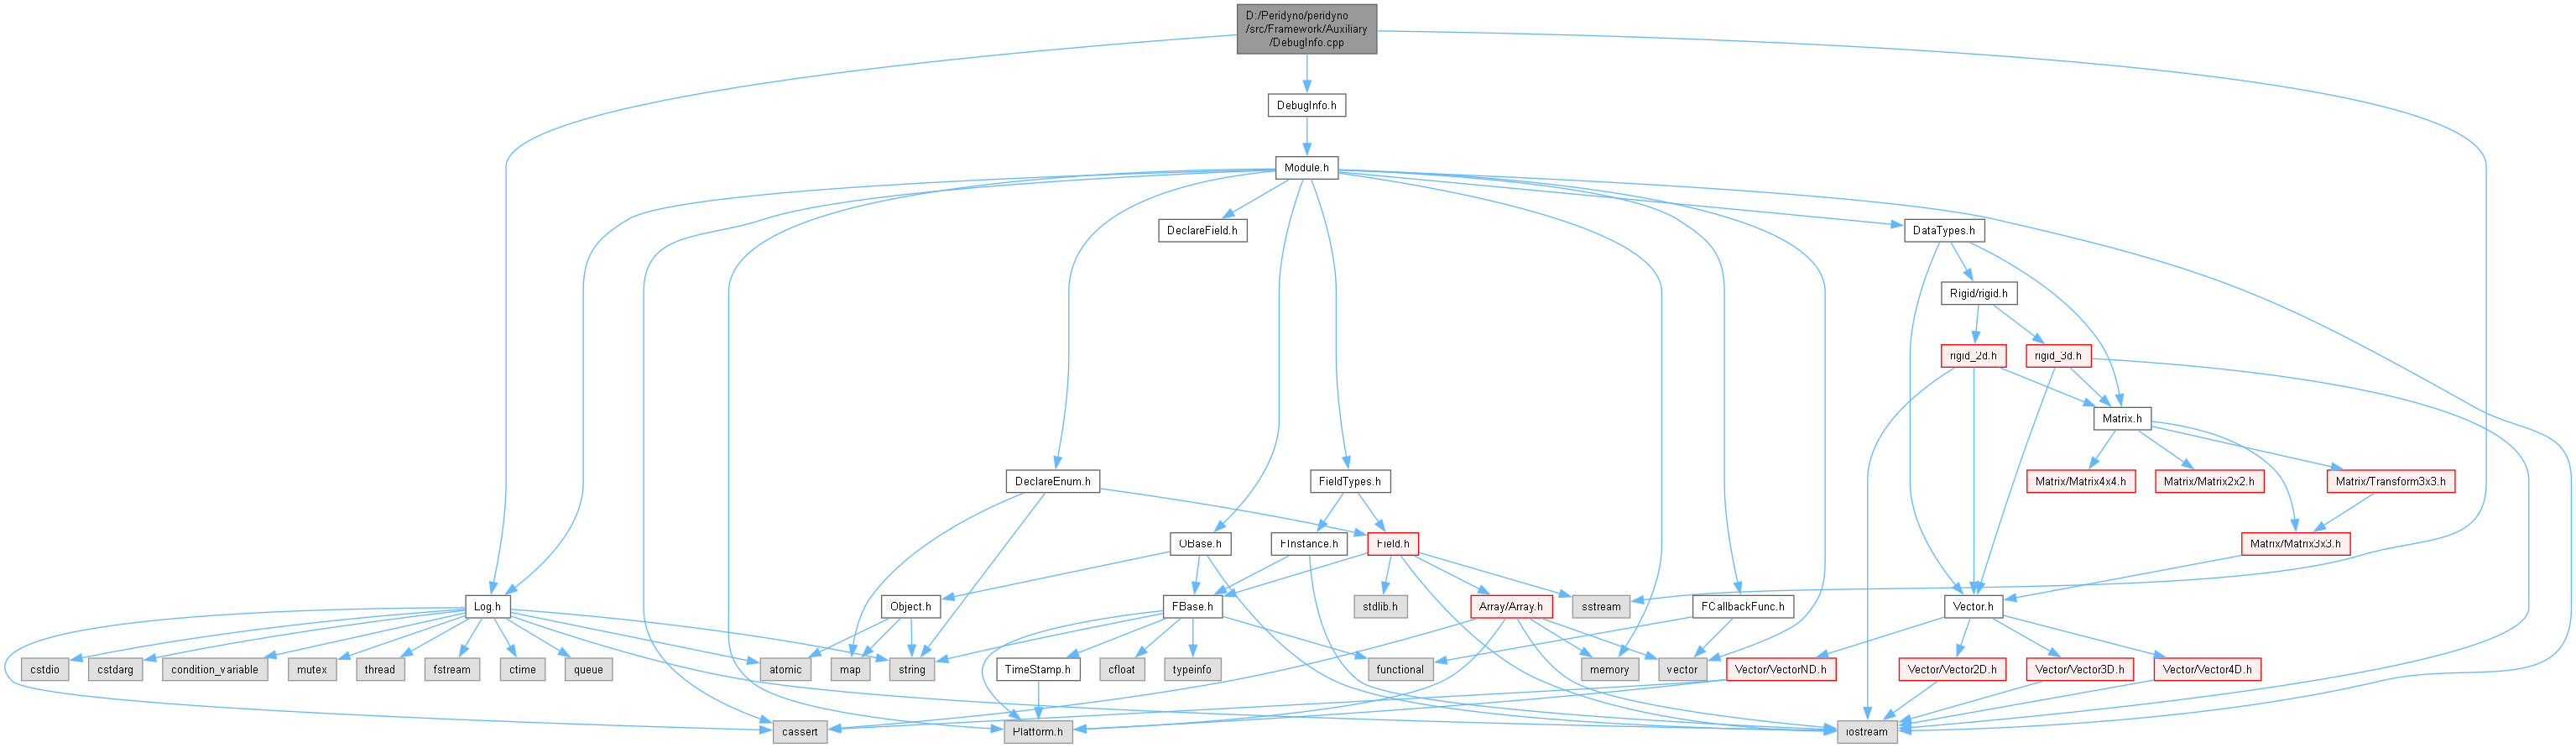 D:/Peridyno/peridyno
/src/Framework/Auxiliary
/DebugInfo.cpp
DebugInfo.h
Module.h
DeclareField.h
DataTypes.h
Rigid/rigid.h
rigid_2d.h
rigid_3d.h
Matrix.h
DeclareEnum.h
FieldTypes.h
Matrix/Matrix4x4.h
Matrix/Matrix2x2.h
Matrix/Transform3x3.h
OBase.h
FInstance.h
Field.h
Matrix/Matrix3x3.h
Log.h
Object.h
FBase.h
stdlib.h
Array/Array.h
sstream
FCallbackFunc.h
Vector.h
cstdio
cstdarg
condition_variable
mutex
thread
fstream
ctime
queue
atomic
map
string
TimeStamp.h
cfloat
typeinfo
functional
memory
vector
Vector/VectorND.h
Vector/Vector2D.h
Vector/Vector3D.h
Vector/Vector4D.h
cassert
Platform.h
iostream